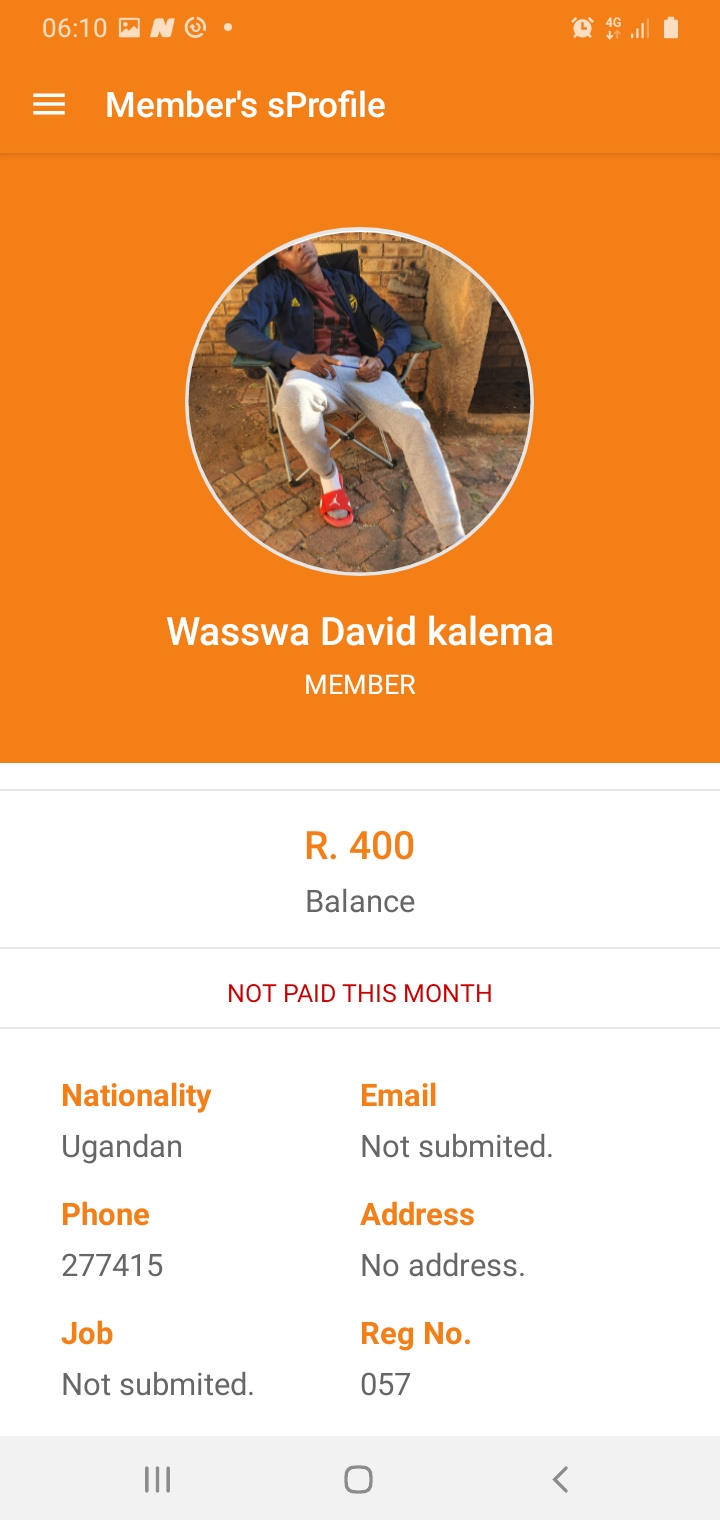 06:10
4G
Member's sProfile
Wasswa David kalema
MEMBER
R. 400
Balance
NOT PAID THIS MONTH
Nationality
Email
Ugandan
Not submited.
Phone
Address
277415
No address.
Job
Reg No.
Not submited.
057